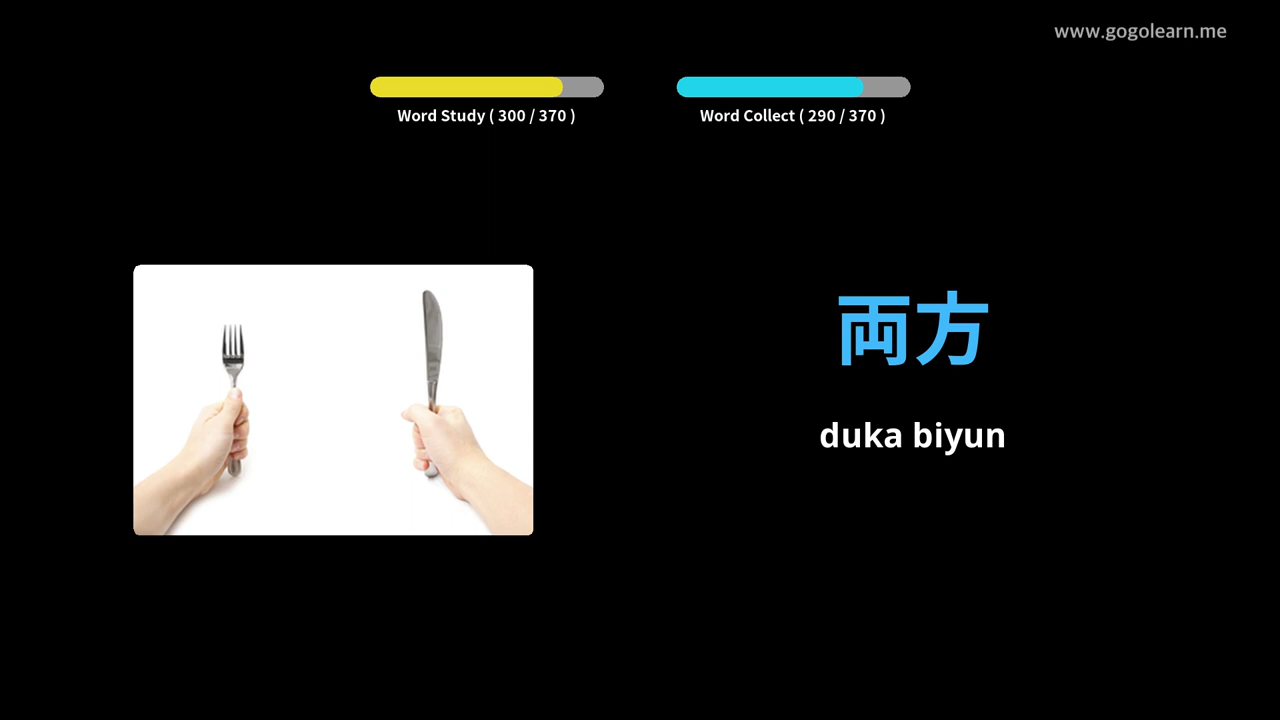 www.gogolearn.me
Word Study ( 300 / 370 )
Word Collect ( 290 / 370 )
両方
duka biyun